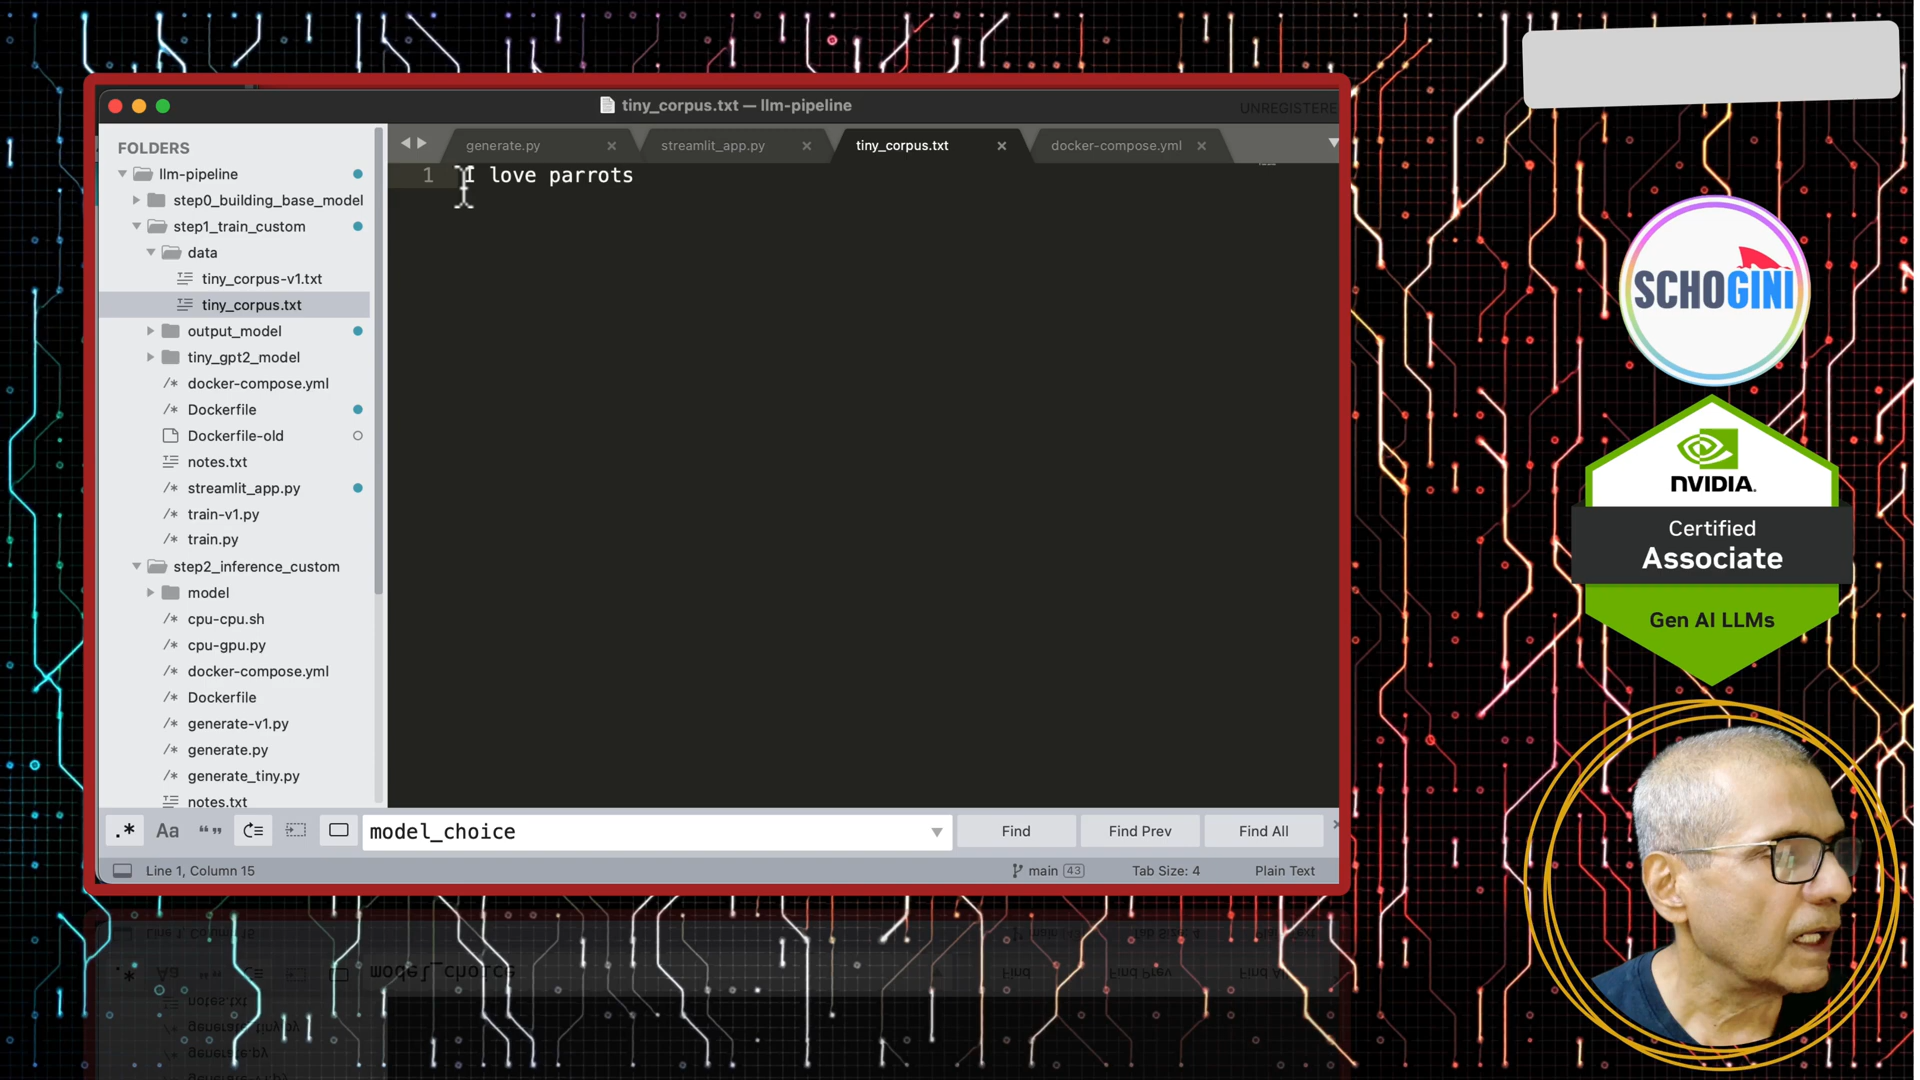 tiny_corpus.txt — llm-pipeline
UNREGISTERE
FOLDERS
llm-pipeline
step0_building_base_model
step1_train_custom
data
tiny_corpus-v1.txt
tiny_corpus.txt
output_model
tiny_gpt2_model
docker-compose.yml
Dockerfile
Dockerfile-old
notes.txt
streamlit_app.py
train-v1.py
train.py
step2_inference_custom
model
cpu-cpu.sh
cpu-gpu.py
docker-compose.yml
Dockerfile
generate-v1.py
generate.py
generate_tiny.py
notes.txt
generate.py
streamlit_app.py
tiny_corpus.txt
docker-compose.yml
1 I love parrots
.* Aa “” model_choice Find Find Prev Find All
Line 1, Column 15 main 43 Tab Size: 4 Plain Text
SCHOGINI
NVIDIA.
Certified
Associate
Gen AI LLMs